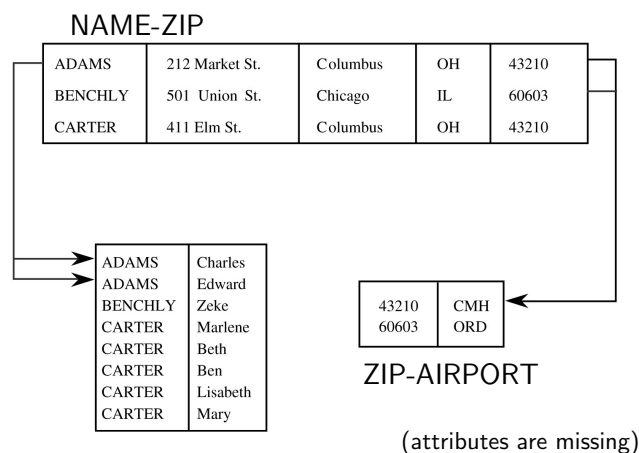 NAME-ZIP
ADAMS 212 Market St. Columbus OH 43210
BENCHLY 501 Union St. Chicago IL 60603
CARTER 411 Elm St. Columbus OH 43210
ADAMS Charles
ADAMS Edward
BENCHLY Zeke
CARTER Marlene
CARTER Beth
CARTER Ben
CARTER Lisabeth
CARTER Mary
43210 CMH
60603 ORD
ZIP-AIRPORT
(attributes are missing)